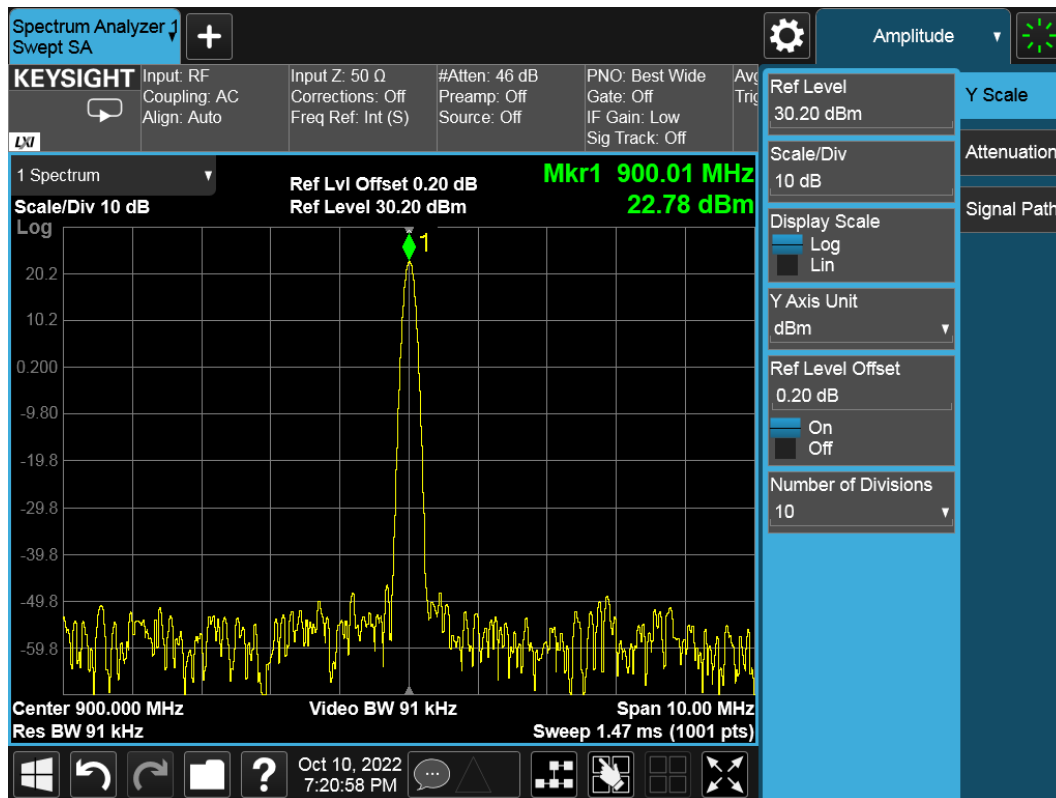 Spectrum Analyzer 1
Swept SA
Amplitude
KEYSIGHT
LXI
Input: RF
Coupling: AC
Align: Auto
Input Z: 50 Ω
Corrections: Off
Freq Ref: Int (S)
#Atten: 46 dB
Preamp: Off
Source: Off
PNO: Best Wide
Gate: Off
IF Gain: Low
Sig Track: Off
Avg
Trig
1 Spectrum
Scale/Div 10 dB
Log
Ref Lvl Offset 0.20 dB
Ref Level 30.20 dBm
Mkr1 900.01 MHz
22.78 dBm
1
20.2
10.2
0.200
-9.80
-19.8
-29.8
-39.8
-49.8
-59.8
Center 900.000 MHz
Video BW 91 kHz
Span 10.00 MHz
Res BW 91 kHz
Sweep 1.47 ms (1001 pts)
Ref Level
30.20 dBm
Scale/Div
10 dB
Display Scale
Log
Lin
Y Axis Unit
dBm
Ref Level Offset
0.20 dB
On
Off
Number of Divisions
10
Y Scale
Attenuation
Signal Path
?
Oct 10, 2022
7:20:58 PM